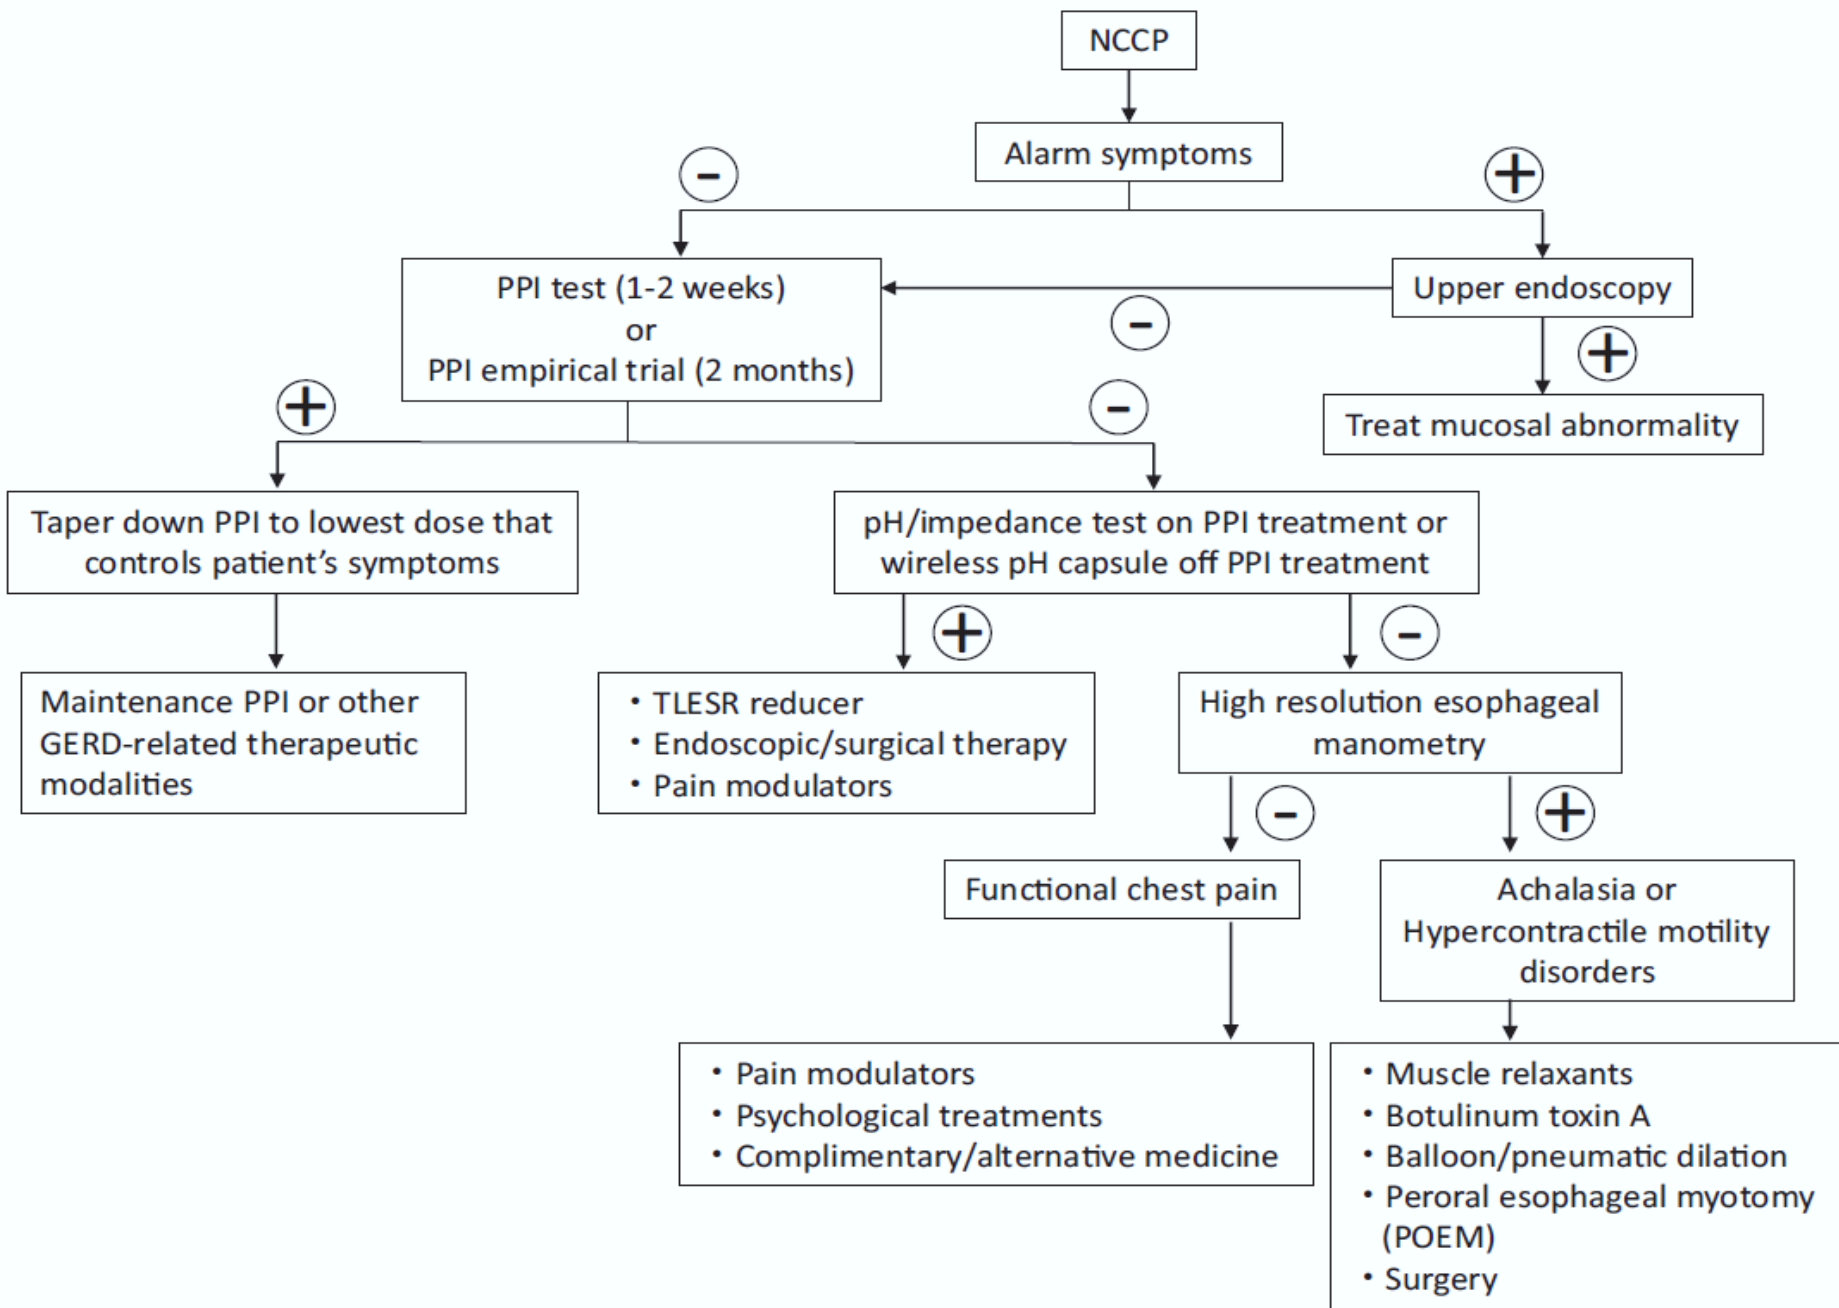 NCCP
Alarm symptoms
-
+
PPI test (1-2 weeks)
or
PPI empirical trial (2 months)
Upper endoscopy
-
+
Treat mucosal abnormality
+
-
Taper down PPI to lowest dose that
controls patient's symptoms
pH/impedance test on PPI treatment or
wireless pH capsule off PPI treatment
+
-
Maintenance PPI or other
GERD-related therapeutic
modalities
• TLESR reducer
• Endoscopic/surgical therapy
• Pain modulators
High resolution esophageal
manometry
-
+
Functional chest pain
Achalasia or
Hypercontractile motility
disorders
• Pain modulators
• Psychological treatments
• Complimentary/alternative medicine
• Muscle relaxants
• Botulinum toxin A
• Balloon/pneumatic dilation
• Peroral esophageal myotomy
(POEM)
• Surgery